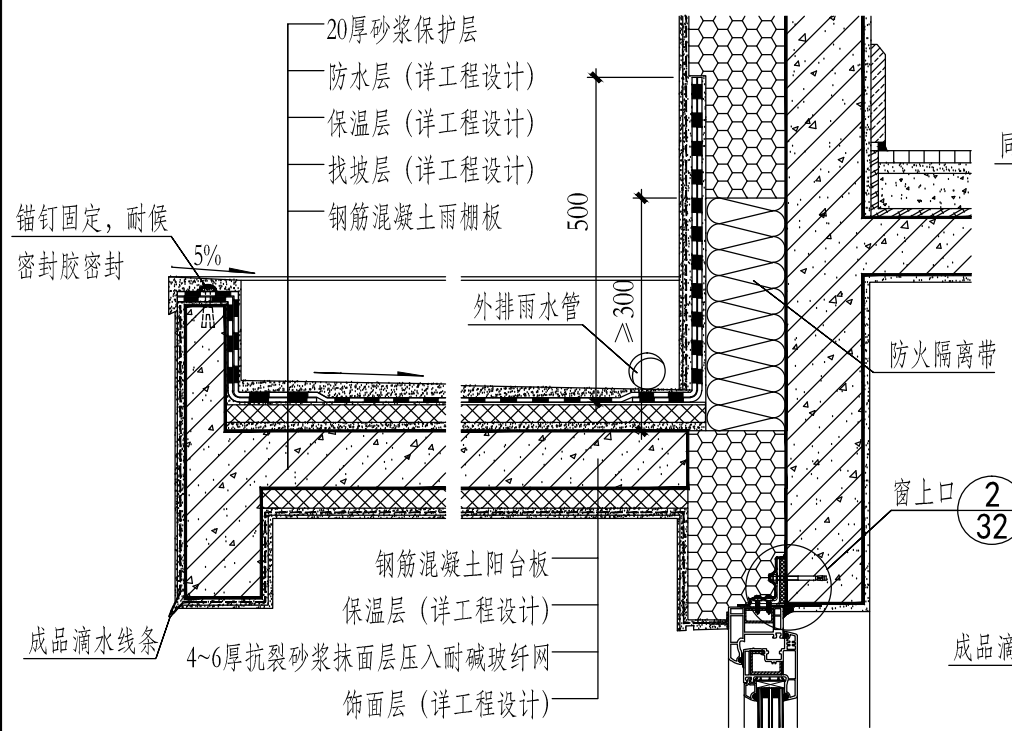 20厚砂浆保护层
防水层（详工程设计）
保温层（详工程设计）
找坡层（详工程设计）
钢筋混凝土雨棚板
锚钉固定，耐侯
密封胶密封
5%
500
≥300
外排雨水管
防火隔离带
窗上口
2
32
钢筋混凝土阳台板
保温层（详工程设计）
4~6厚抗裂砂浆抹面层压入耐碱玻纤网
饰面层（详工程设计）
成品滴水线条
同
成品滴